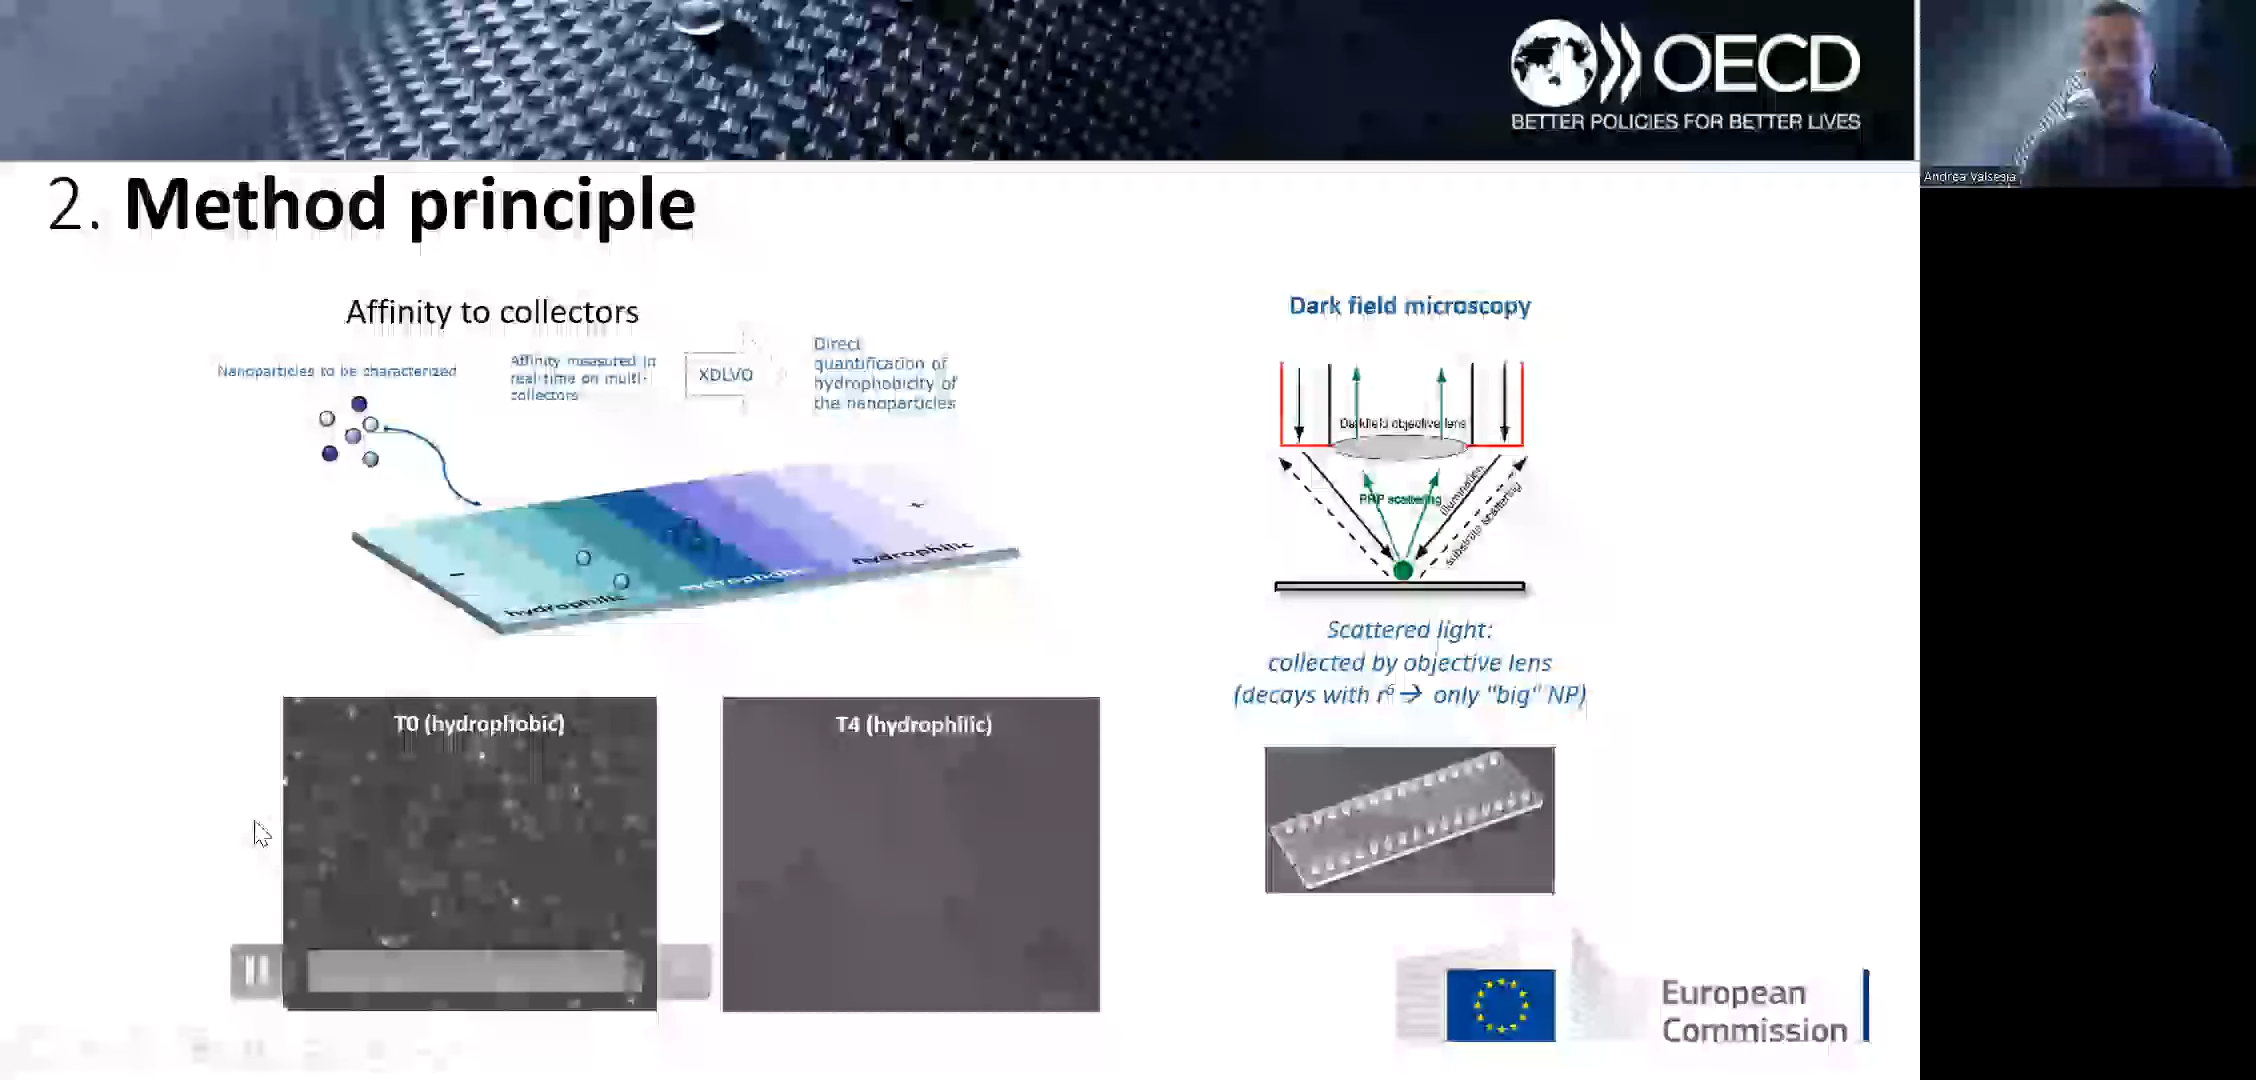 OECD
BETTER POLICIES FOR BETTER LIVES
Andrea Valsesia
2. Method principle
Affinity to collectors
Nanoparticles to be characterized
Affinity measured in
real time on multi-
collectors
XDLVO
Direct
quantification of
hydrophobicity of
the nanoparticles
+
hydrophilic
hydrophobic
hydrophilic
−
T0 (hydrophobic)
T4 (hydrophilic)
Dark field microscopy
Darkfield objective lens
scattering
illumination
substrate scattering
Scattered light:
collected by objective lens
(decays with r⁶ → only "big" NP)
European
Commission